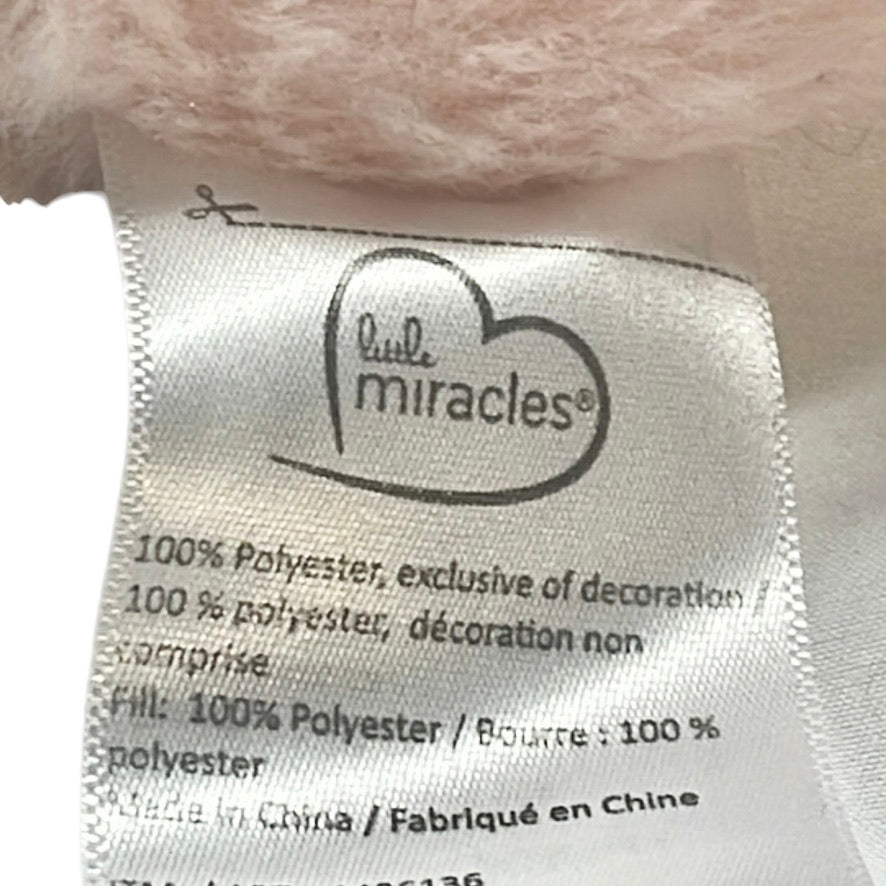 little
miracles®
100% Polyester, exclusive of decoration /
100 % polyester, décoration non
comprise
Fill: 100% Polyester / Bourre : 100 %
polyester
Made in China / Fabriqué en Chine